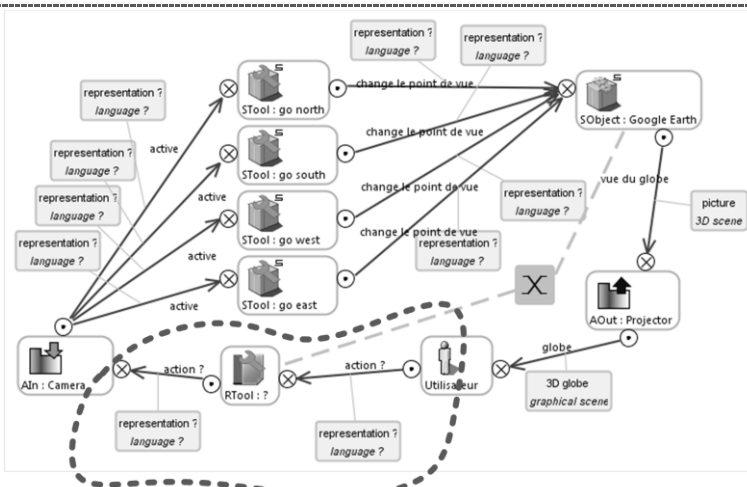 representation ?
language ?
representation ?
language ?
representation ?
language ?
active
STool : go north
change le point de vue
SObject : Google Earth
representation ?
language ?
representation ?
language ?
representation ?
language ?
active
STool : go south
change le point de vue
vue du globe
picture
3D scene
active
STool : go west
change le point de vue
representation ?
language ?
active
STool : go east
change le point de vue
representation ?
language ?
AOut : Projector
globe
3D globe
graphical scene
AIn : Camera
action ?
RTool : ?
action ?
Utilisateur
representation ?
language ?
representation ?
language ?